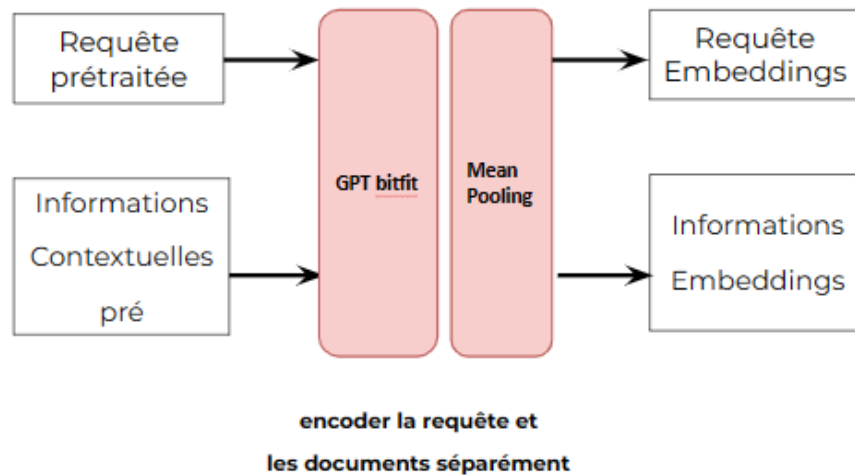 Requête
prétraitée
Requête
Embeddings
GPT bitfit
Mean
Pooling
Informations
Contextuelles
pré
Informations
Embeddings
encoder la requête et
les documents séparément